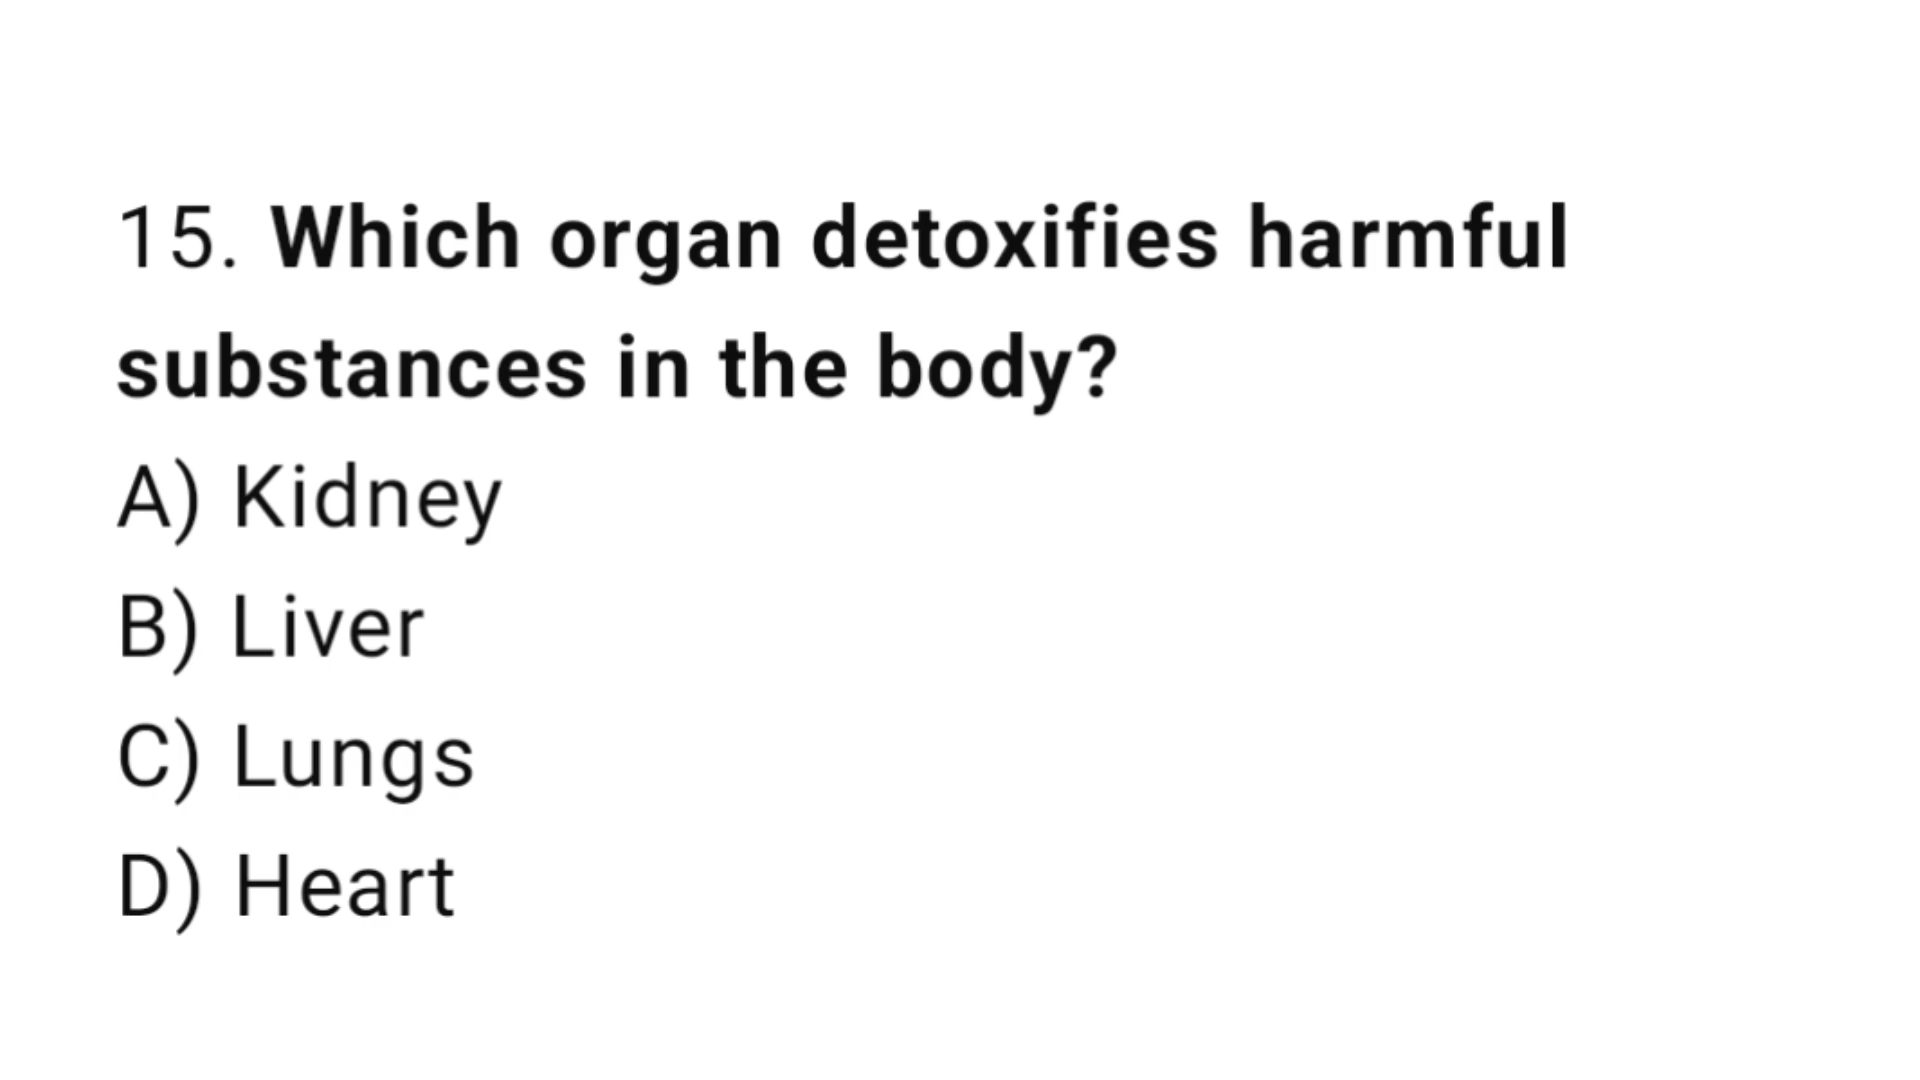 15. Which organ detoxifies harmful
substances in the body?
A) Kidney
B) Liver
C) Lungs
D) Heart